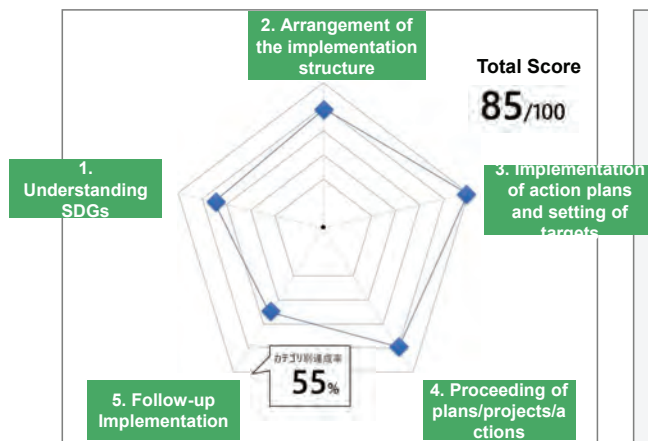 2. Arrangement of
the implementation
structure
Total Score
85/100
1.
Understanding
SDGs
3. Implementation
of action plans
and setting of
targets
カテゴリ別達成率
55%
5. Follow-up
Implementation
4. Proceeding of
plans/projects/a
ctions